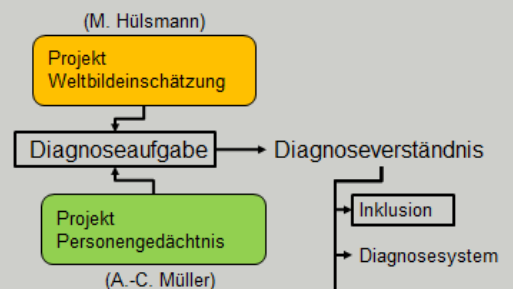 (M. Hülsmann)
Projekt
Weltbildeinschätzung
Diagnoseaufgabe
Diagnoseverständnis
Projekt
Personengedächtnis
Inklusion
Diagnosesystem
(A.-C. Müller)